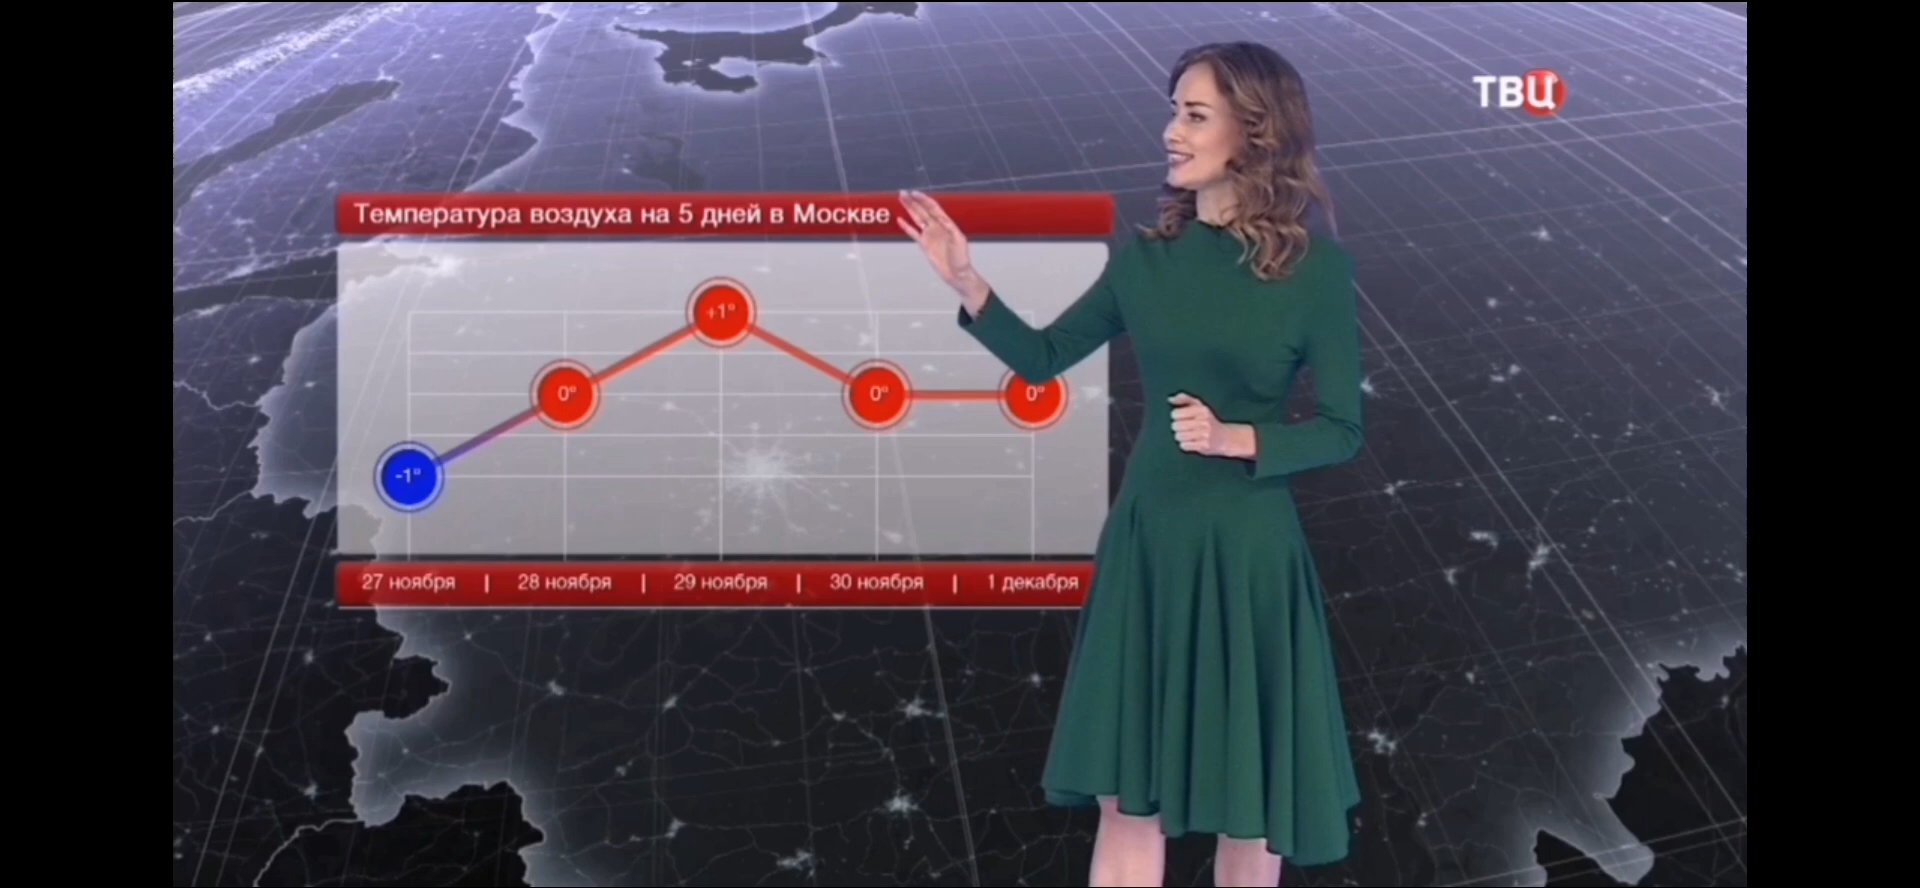 ТВЦ
Температура воздуха на 5 дней в Москве
+1°
0°
0°
0°
-1°
27 ноября | 28 ноября | 29 ноября | 30 ноября | 1 декабря